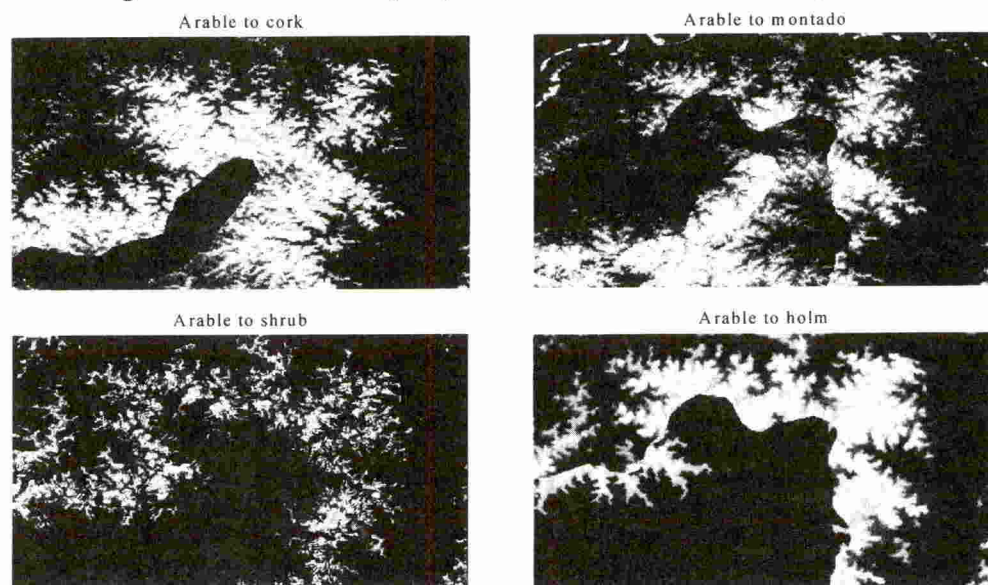 Arable to cork
Arable to montado
Arable to shrub
Arable to holm